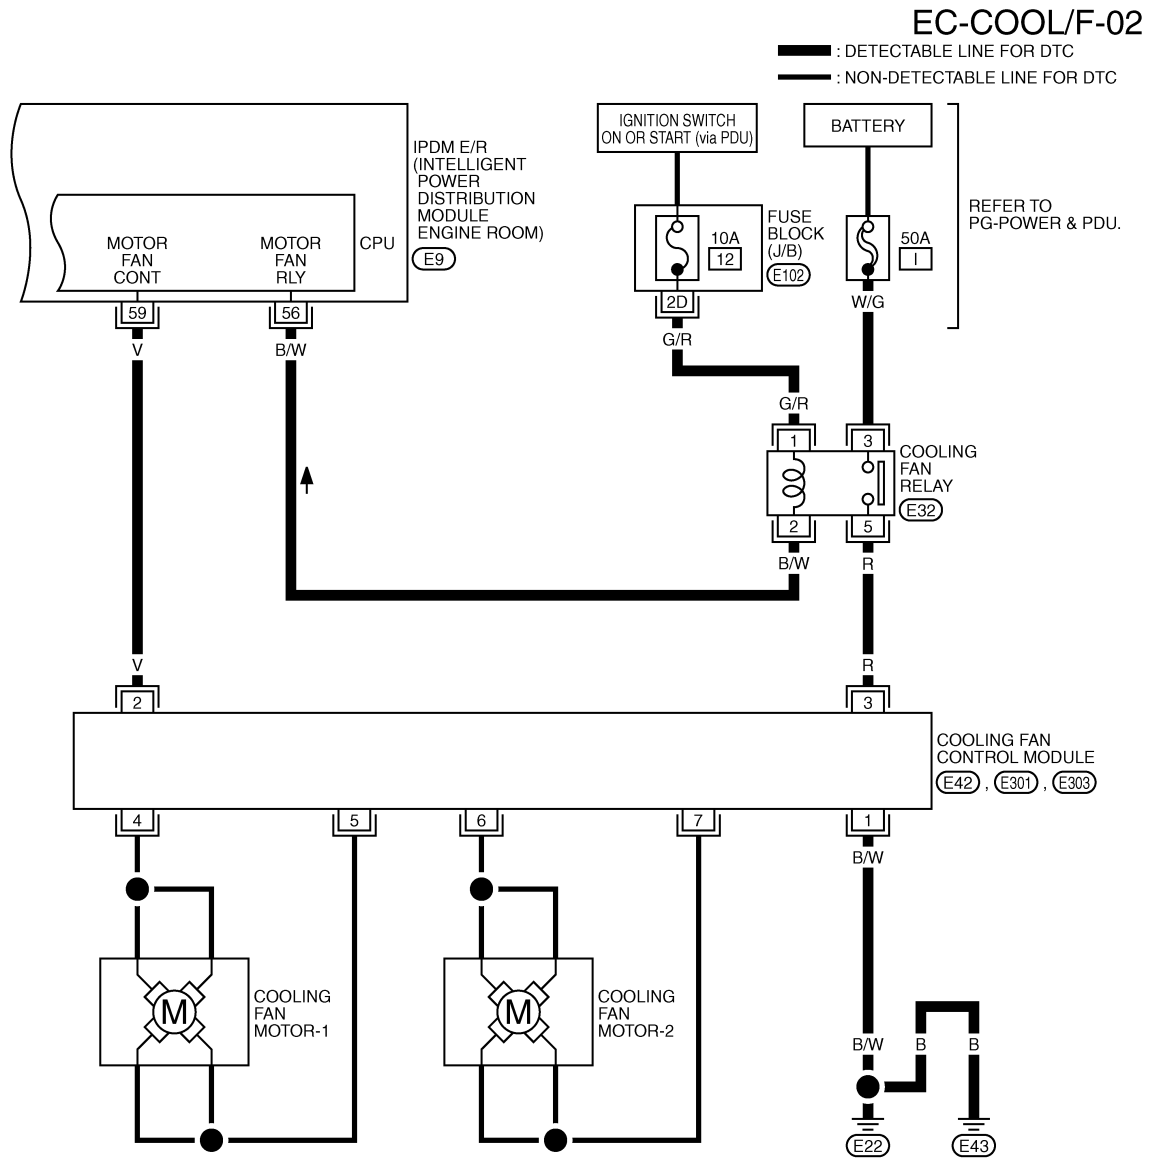 EC-COOL/F-02
: DETECTABLE LINE FOR DTC
: NON-DETECTABLE LINE FOR DTC
IGNITION SWITCH
ON OR START (via PDU)
BATTERY
IPDM E/R
(INTELLIGENT
POWER
DISTRIBUTION
MODULE
ENGINE ROOM)
E9
CPU
MOTOR
FAN
CONT
MOTOR
FAN
RLY
10A
12
FUSE
BLOCK
(J/B)
E102
50A
I
REFER TO
PG-POWER & PDU.
59
56
2D
W/G
V
B/W
G/R
G/R
1
3
COOLING
FAN
RELAY
E32
2
5
B/W
R
V
R
2
3
COOLING FAN
CONTROL MODULE
E42 , E301 , E303
4
5
6
7
1
B/W
M
COOLING
FAN
MOTOR-1
M
COOLING
FAN
MOTOR-2
B/W
B
B
E22
E43